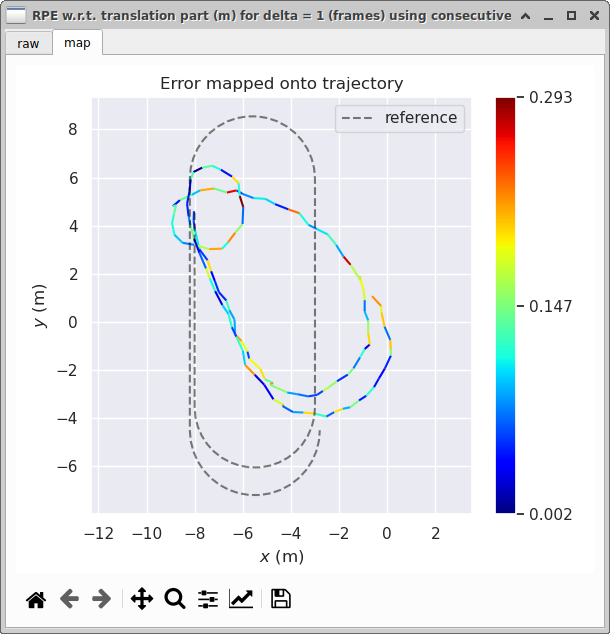 RPE w.r.t. translation part (m) for delta = 1 (frames) using consecutive
raw map
Error mapped onto trajectory
reference
8
6
4
2
0
−2
−4
−6
y (m)
−12 −10 −8 −6 −4 −2 0 2
x (m)
0.293
0.147
0.002